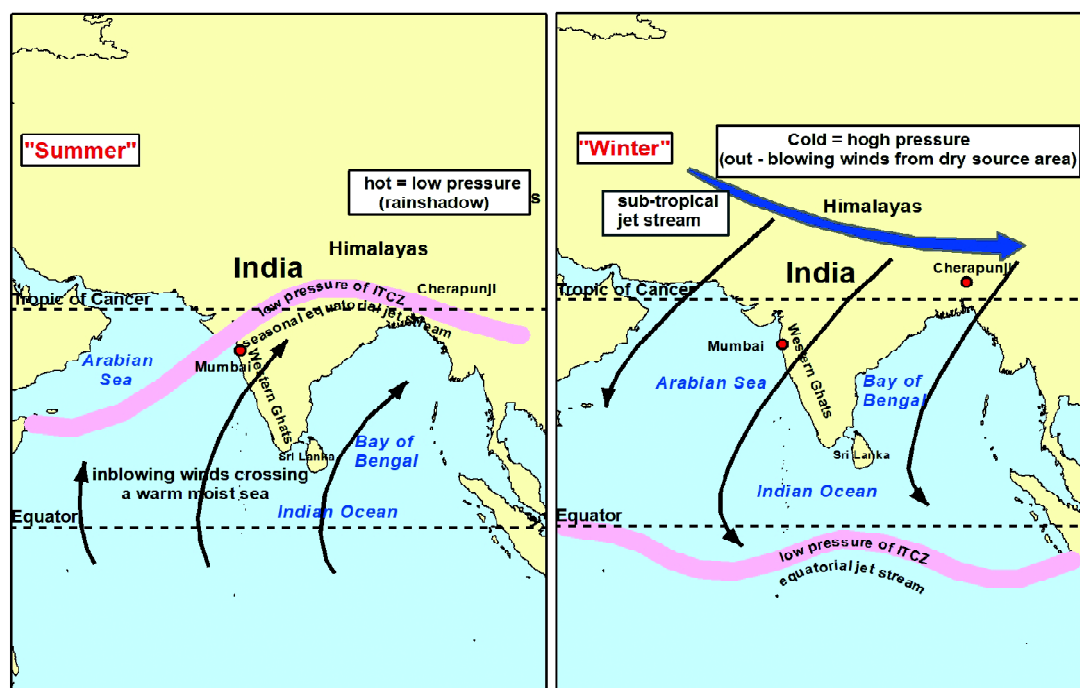 "Summer"
hot = low pressure
(rainshadow)
s
Himalayas
India
Cherapunji
low pressure of ITCZ
Tropic of Cancer
seasonal equatorial jet stream
Arabian
Sea
Mumbai
Western Ghats
Bay of
Bengal
Sri Lanka
inblowing winds crossing
a warm moist sea
Indian Ocean
Equator
"Winter"
Cold = hogh pressure
(out - blowing winds from dry source area)
sub-tropical
jet stream
Himalayas
India
Cherapunji
Tropic of Cancer
Mumbai
Western Ghats
Arabian Sea
Bay of
Bengal
Sri Lanka
Indian Ocean
Equator
low pressure of ITCZ
equatorial jet stream